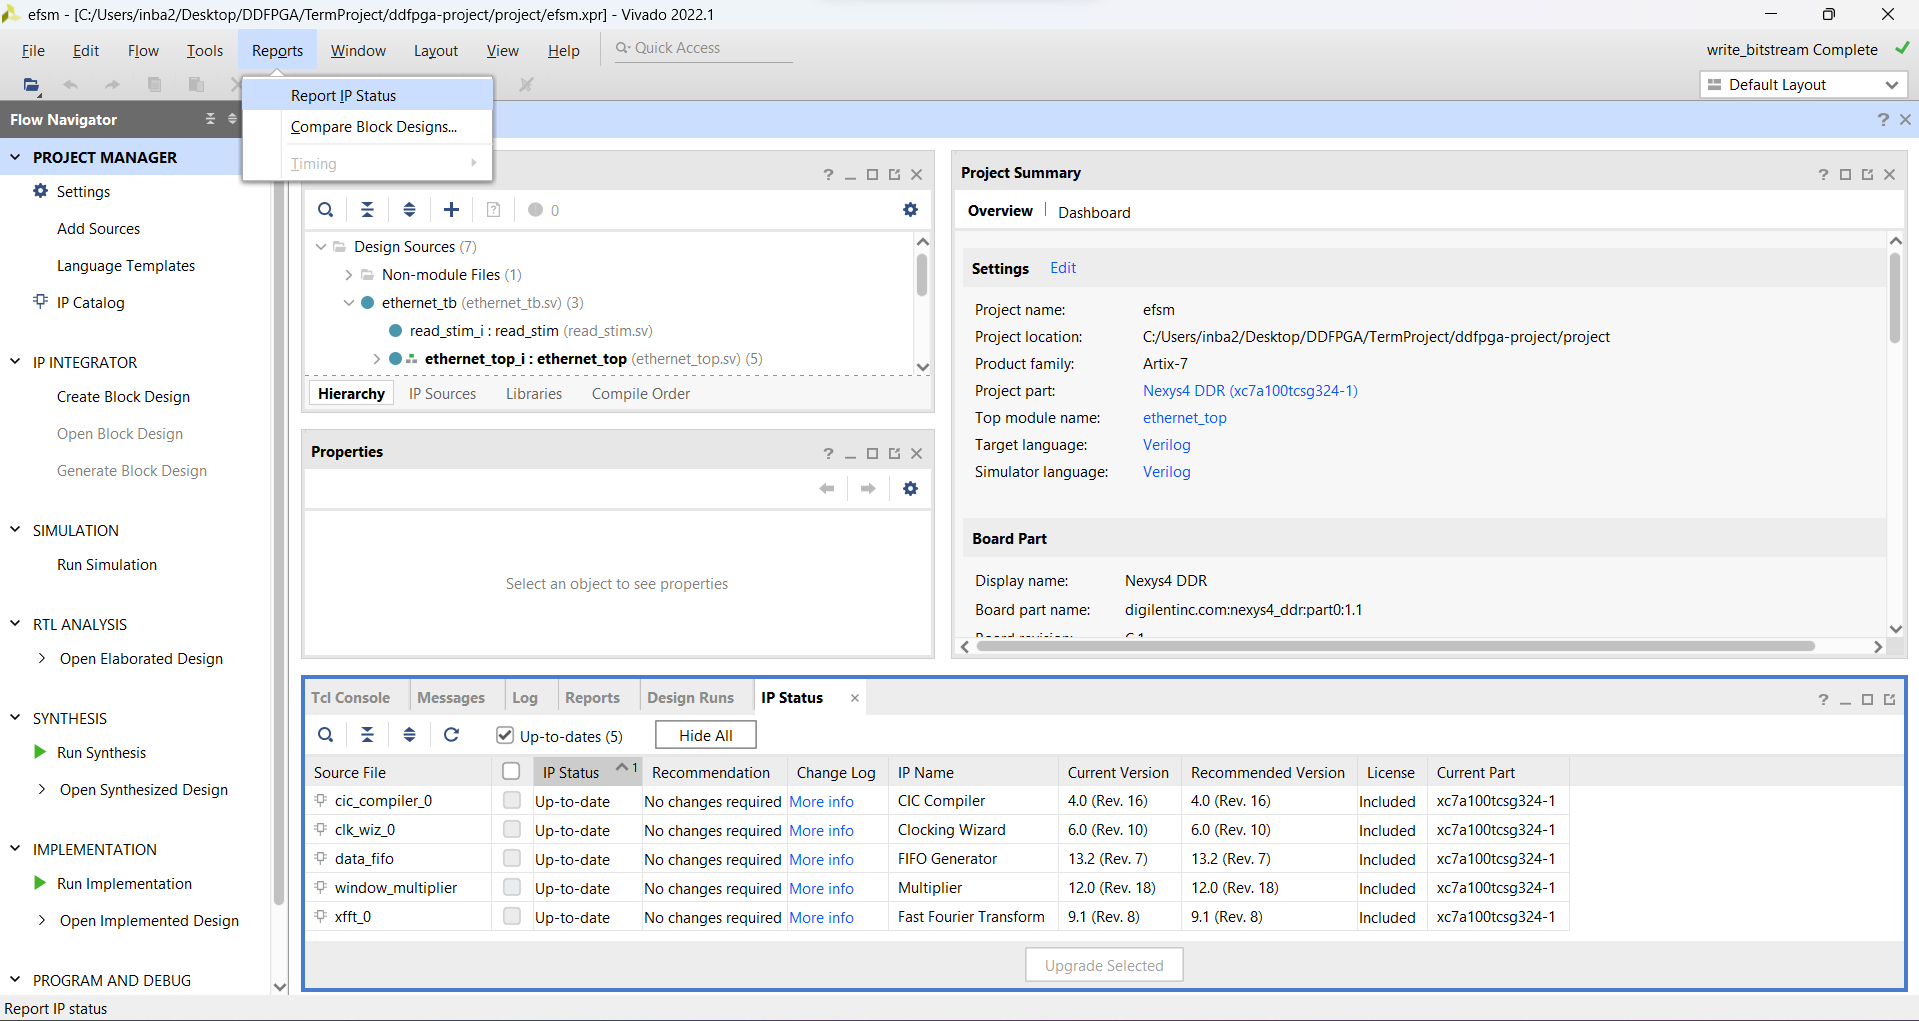 efsm - [C:/Users/inba2/Desktop/DDFPGA/TermProject/ddfpga-project/project/efsm.xpr] - Vivado 2022.1
File Edit Flow Tools Reports Window Layout View Help Quick Access
write_bitstream Complete
Default Layout
Report IP Status
Compare Block Designs...
Timing
Flow Navigator
PROJECT MANAGER
Settings
Add Sources
Language Templates
IP Catalog
IP INTEGRATOR
Create Block Design
Open Block Design
Generate Block Design
SIMULATION
Run Simulation
RTL ANALYSIS
Open Elaborated Design
SYNTHESIS
Run Synthesis
Open Synthesized Design
IMPLEMENTATION
Run Implementation
Open Implemented Design
PROGRAM AND DEBUG
0
Design Sources (7)
Non-module Files (1)
ethernet_tb (ethernet_tb.sv) (3)
read_stim_i : read_stim (read_stim.sv)
ethernet_top_i : ethernet_top (ethernet_top.sv) (5)
Hierarchy IP Sources Libraries Compile Order
Properties
Select an object to see properties
Project Summary
Overview Dashboard
Settings Edit
Project name: efsm
Project location: C:/Users/inba2/Desktop/DDFPGA/TermProject/ddfpga-project/project
Product family: Artix-7
Project part: Nexys4 DDR (xc7a100tcsg324-1)
Top module name: ethernet_top
Target language: Verilog
Simulator language: Verilog
Board Part
Display name: Nexys4 DDR
Board part name: digilentinc.com:nexys4_ddr:part0:1.1
Tcl Console Messages Log Reports Design Runs IP Status
Up-to-dates (5) Hide All
Source File IP Status 1 Recommendation Change Log IP Name Current Version Recommended Version License Current Part
cic_compiler_0 Up-to-date No changes required More info CIC Compiler 4.0 (Rev. 16) 4.0 (Rev. 16) Included xc7a100tcsg324-1
clk_wiz_0 Up-to-date No changes required More info Clocking Wizard 6.0 (Rev. 10) 6.0 (Rev. 10) Included xc7a100tcsg324-1
data_fifo Up-to-date No changes required More info FIFO Generator 13.2 (Rev. 7) 13.2 (Rev. 7) Included xc7a100tcsg324-1
window_multiplier Up-to-date No changes required More info Multiplier 12.0 (Rev. 18) 12.0 (Rev. 18) Included xc7a100tcsg324-1
xfft_0 Up-to-date No changes required More info Fast Fourier Transform 9.1 (Rev. 8) 9.1 (Rev. 8) Included xc7a100tcsg324-1
Upgrade Selected
Report IP status